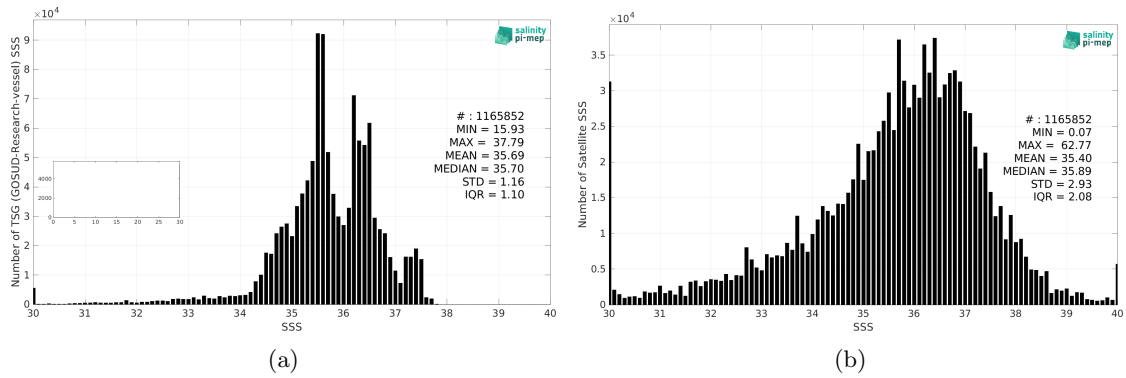 ×10⁴
Number of TSG (GOSUD-Research-vessel) SSS
9
8
7
6
5
4
3
2
1
0
salinity
pi-mep
# : 1165852
MIN = 15.93
MAX = 37.79
MEAN = 35.69
MEDIAN = 35.70
STD = 1.16
IQR = 1.10
4000
2000
0
0 5 10 15 20 25 30
30 31 32 33 34 35 36 37 38 39 40
SSS
(a)
×10⁴
Number of Satellite SSS
3.5
3
2.5
2
1.5
1
0.5
0
salinity
pi-mep
# : 1165852
MIN = 0.07
MAX = 62.77
MEAN = 35.40
MEDIAN = 35.89
STD = 2.93
IQR = 2.08
30 31 32 33 34 35 36 37 38 39 40
SSS
(b)